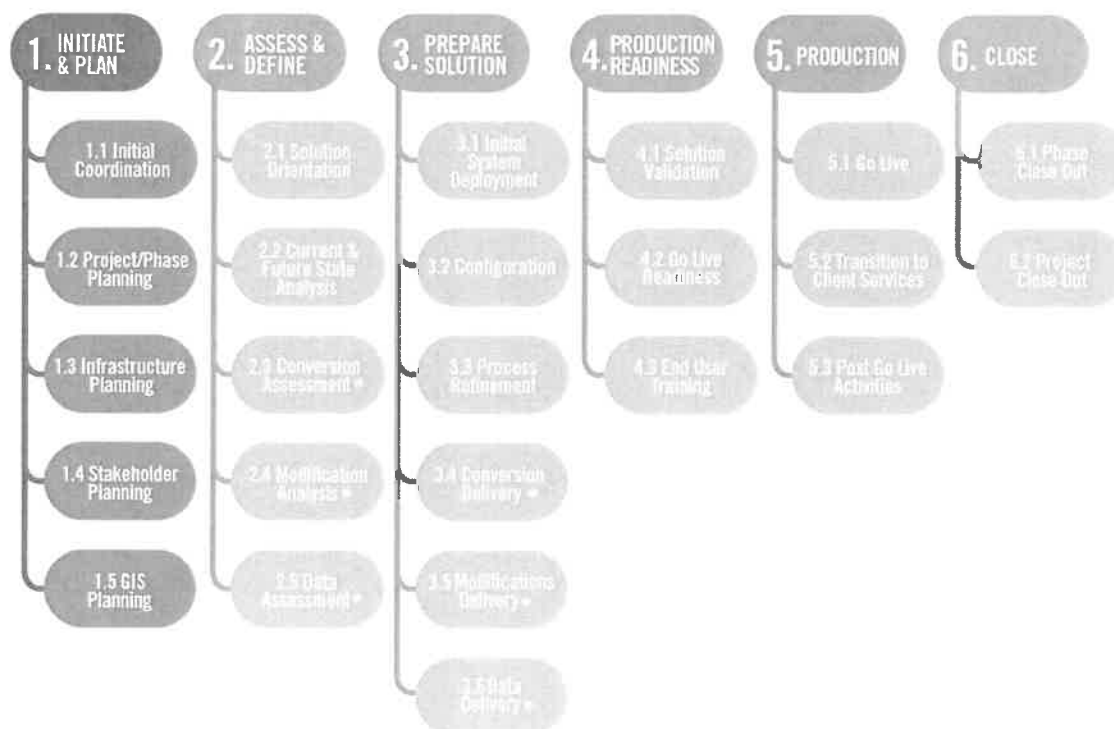 1. INITIATE
& PLAN
1.1 Initial
Coordination
1.2 Project/Phase
Planning
1.3 Infrastructure
Planning
1.4 Stakeholder
Planning
1.5 GIS
Planning
2. ASSESS &
DEFINE
2.1 Solution
Orientation
2.2 Current &
Future State
Analysis
2.3 Conversion
Assessment *
2.4 Modification
Analysis *
2.5 Data
Assessment *
3. PREPARE
SOLUTION
3.1 Initial
System
Deployment
3.2 Configuration
3.3 Process
Refinement
3.4 Conversion
Delivery *
3.5 Modifications
Delivery *
3.6 Data
Delivery *
4. PRODUCTION
READINESS
4.1 Solution
Validation
4.2 Go Live
Readiness
4.3 End User
Training
5. PRODUCTION
5.1 Go Live
5.2 Transition to
Client Services
5.3 Post Go Live
Activities
6. CLOSE
6.1 Phase
Close Out
6.2 Project
Close Out